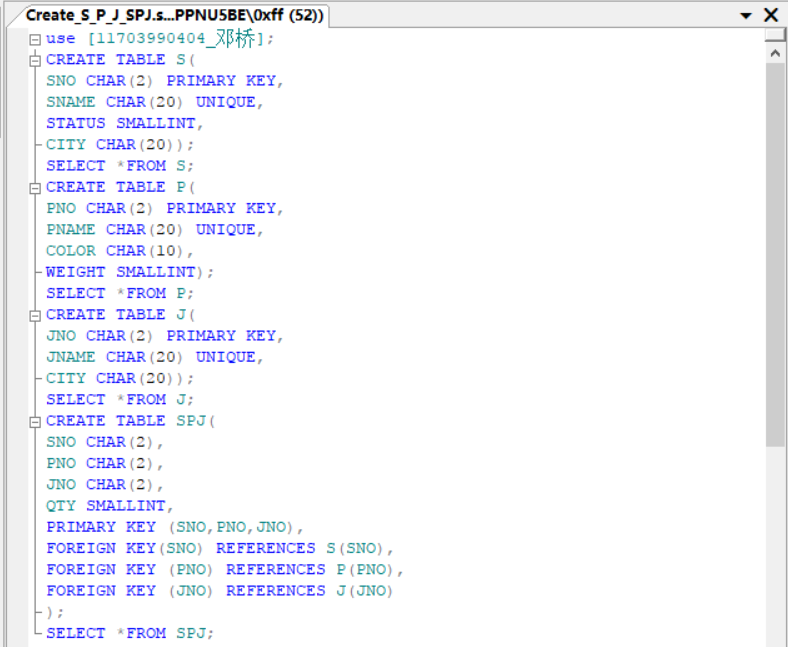 Create_S_P_J_SPJ.s...PPNU5BE\0xff (52))
use [11703990404_邓桥];
CREATE TABLE S(
SNO CHAR(2) PRIMARY KEY,
SNAME CHAR(20) UNIQUE,
STATUS SMALLINT,
CITY CHAR(20));
SELECT *FROM S;
CREATE TABLE P(
PNO CHAR(2) PRIMARY KEY,
PNAME CHAR(20) UNIQUE,
COLOR CHAR(10),
WEIGHT SMALLINT);
SELECT *FROM P;
CREATE TABLE J(
JNO CHAR(2) PRIMARY KEY,
JNAME CHAR(20) UNIQUE,
CITY CHAR(20));
SELECT *FROM J;
CREATE TABLE SPJ(
SNO CHAR(2),
PNO CHAR(2),
JNO CHAR(2),
QTY SMALLINT,
PRIMARY KEY (SNO,PNO,JNO),
FOREIGN KEY(SNO) REFERENCES S(SNO),
FOREIGN KEY (PNO) REFERENCES P(PNO),
FOREIGN KEY (JNO) REFERENCES J(JNO)
);
SELECT *FROM SPJ;